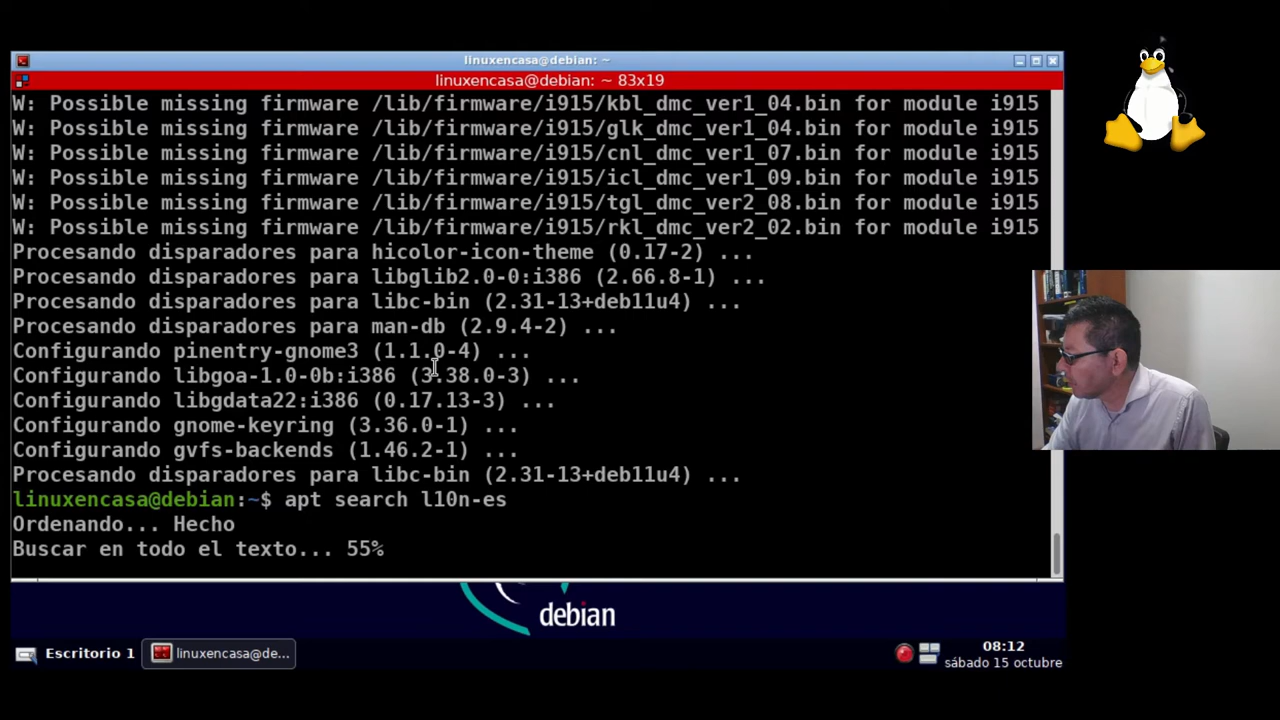 linuxencasa@debian: ~
linuxencasa@debian: ~ 83x19
W: Possible missing firmware /lib/firmware/i915/kbl_dmc_ver1_04.bin for module i915
W: Possible missing firmware /lib/firmware/i915/glk_dmc_ver1_04.bin for module i915
W: Possible missing firmware /lib/firmware/i915/cnl_dmc_ver1_07.bin for module i915
W: Possible missing firmware /lib/firmware/i915/icl_dmc_ver1_09.bin for module i915
W: Possible missing firmware /lib/firmware/i915/tgl_dmc_ver2_08.bin for module i915
W: Possible missing firmware /lib/firmware/i915/rkl_dmc_ver2_02.bin for module i915
Procesando disparadores para hicolor-icon-theme (0.17-2) ...
Procesando disparadores para libglib2.0-0:i386 (2.66.8-1) ...
Procesando disparadores para libc-bin (2.31-13+deb11u4) ...
Procesando disparadores para man-db (2.9.4-2) ...
Configurando pinentry-gnome3 (1.1.0-4) ...
Configurando libgoa-1.0-0b:i386 (3.38.0-3) ...
Configurando libgdata22:i386 (0.17.13-3) ...
Configurando gnome-keyring (3.36.0-1) ...
Configurando gvfs-backends (1.46.2-1) ...
Procesando disparadores para libc-bin (2.31-13+deb11u4) ...
linuxencasa@debian:~$ apt search l10n-es
Ordenando... Hecho
Buscar en todo el texto... 55%
debian
Escritorio 1
linuxencasa@de...
08:12
sábado 15 octubre